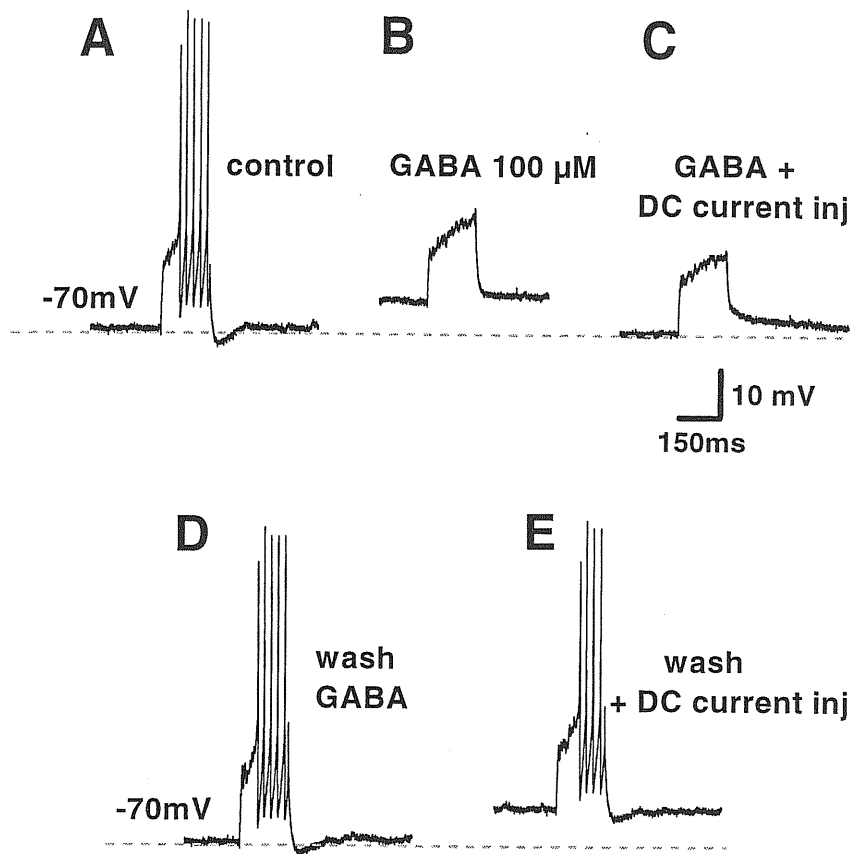 A
B
C
control
GABA 100 µM
GABA +
DC current inj
-70mV
10 mV
150ms
D
E
wash
GABA
wash
+ DC current inj
-70mV